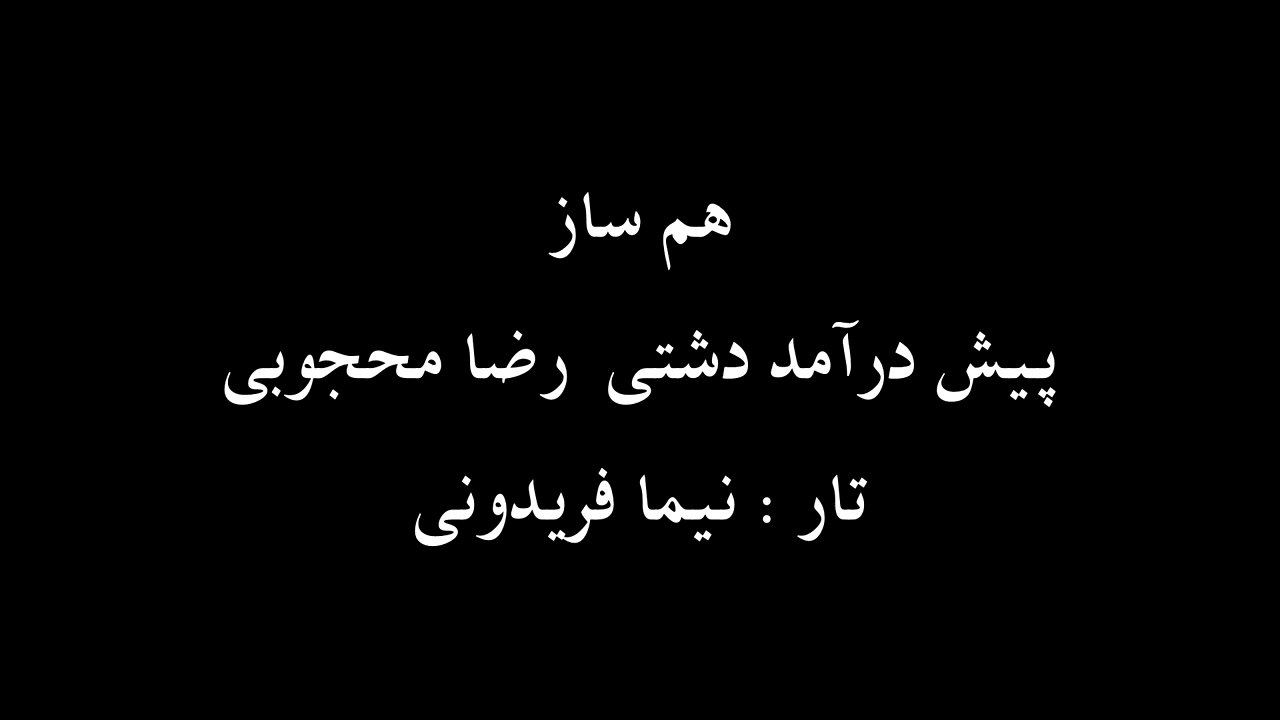 هم ساز
پیش درآمد دشتی رضا محجوبی
تار : نیما فریدونی